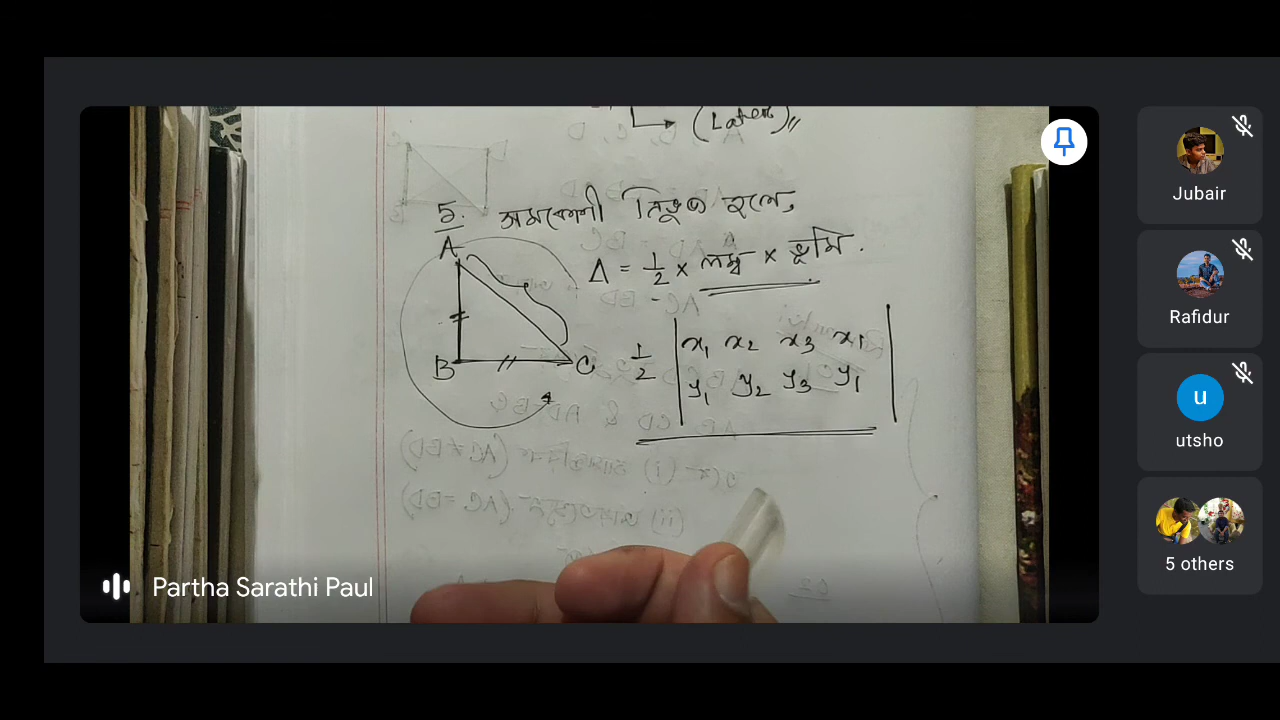 (Later)
5. সমকোণী ত্রিভুজ হলে,
A
Δ = 1/2 × লম্ব × ভূমি.
B C
1/2 | x₁ x₂ x₃ x₁ |
| y₁ y₂ y₃ y₁ |
Partha Sarathi Paul
Jubair
Rafidur
u
utsho
5 others